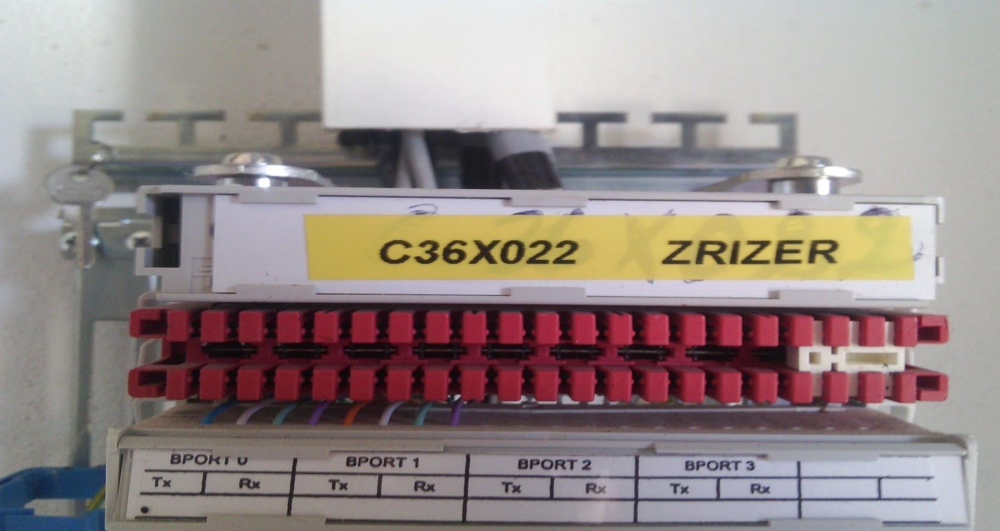 C36X022 ZRIZER
BPORT 0 BPORT 1 BPORT 2 BPORT 3
Tx Rx Tx Rx Tx Rx Tx Rx